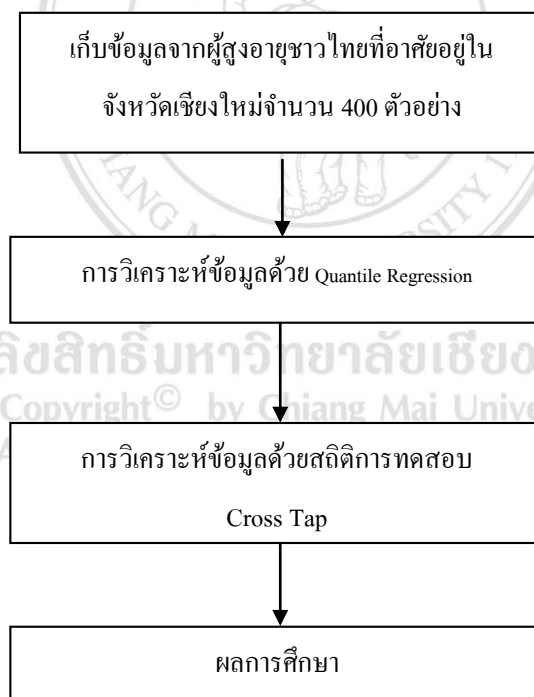 เก็บข้อมูลจากผู้สูงอายุชาวไทยที่อาศัยอยู่ใน
จังหวัดเชียงใหม่จำนวน 400 ตัวอย่าง
การวิเคราะห์ข้อมูลด้วย Quantile Regression
ลิขสิทธิ์มหาวิทยาลัยเชียง
Copyright© by Chiang Mai Unive
การวิเคราะห์ข้อมูลด้วยสถิติการทดสอบ
Cross Tap
ผลการศึกษา